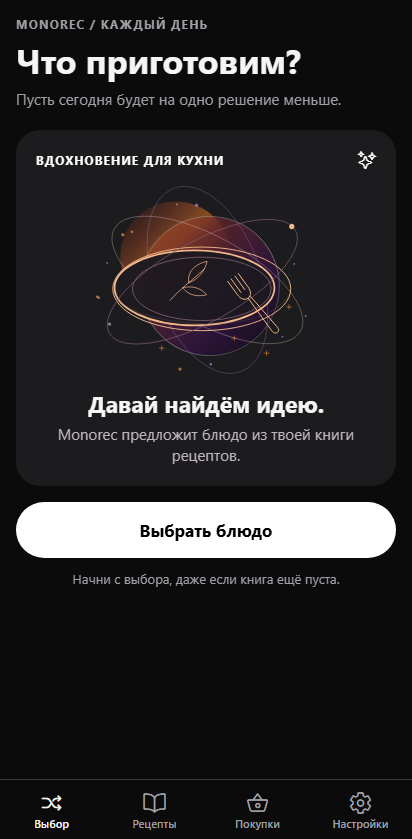 MONOREC / КАЖДЫЙ ДЕНЬ
Что приготовим?
Пусть сегодня будет на одно решение меньше.
ВДОХНОВЕНИЕ ДЛЯ КУХНИ
Давай найдём идею.
Monorec предложит блюдо из твоей книги
рецептов.
Выбрать блюдо
Начни с выбора, даже если книга ещё пуста.
Выбор
Рецепты
Покупки
Настройки